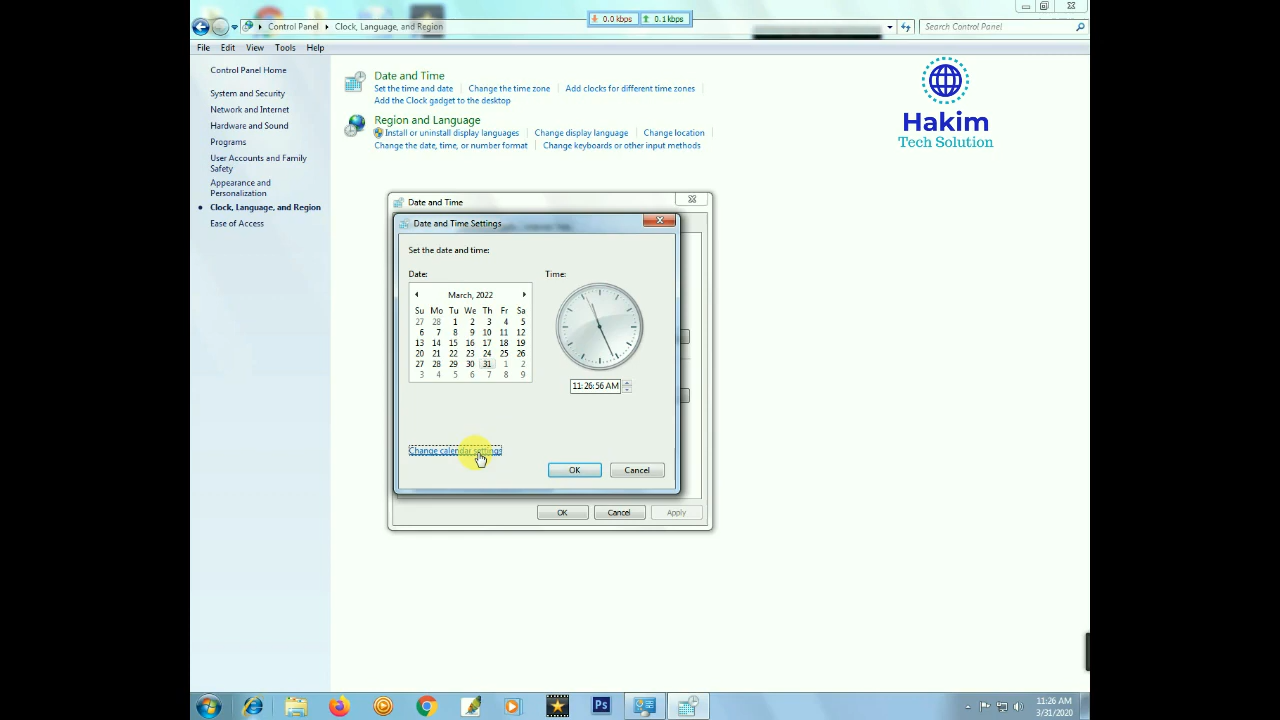 Control Panel
Clock, Language, and Region
0.0 kbps
0.1 kbps
Search Control Panel
File Edit View Tools Help
Control Panel Home
System and Security
Network and Internet
Hardware and Sound
Programs
User Accounts and Family
Safety
Appearance and
Personalization
Clock, Language, and Region
Ease of Access
Date and Time
Set the time and date Change the time zone Add clocks for different time zones
Add the Clock gadget to the desktop
Region and Language
Install or uninstall display languages Change display language Change location
Change the date, time, or number format Change keyboards or other input methods
Hakim
Tech Solution
Date and Time
Date and Time Settings
Set the date and time:
Date:
Time:
March, 2022
Su Mo Tu We Th Fr Sa
27 28 1 2 3 4 5
6 7 8 9 10 11 12
13 14 15 16 17 18 19
20 21 22 23 24 25 26
27 28 29 30 31 1 2
3 4 5 6 7 8 9
11:26:56 AM
Change calendar settings
OK Cancel
OK Cancel Apply
Ps
11:26 AM
3/31/2020